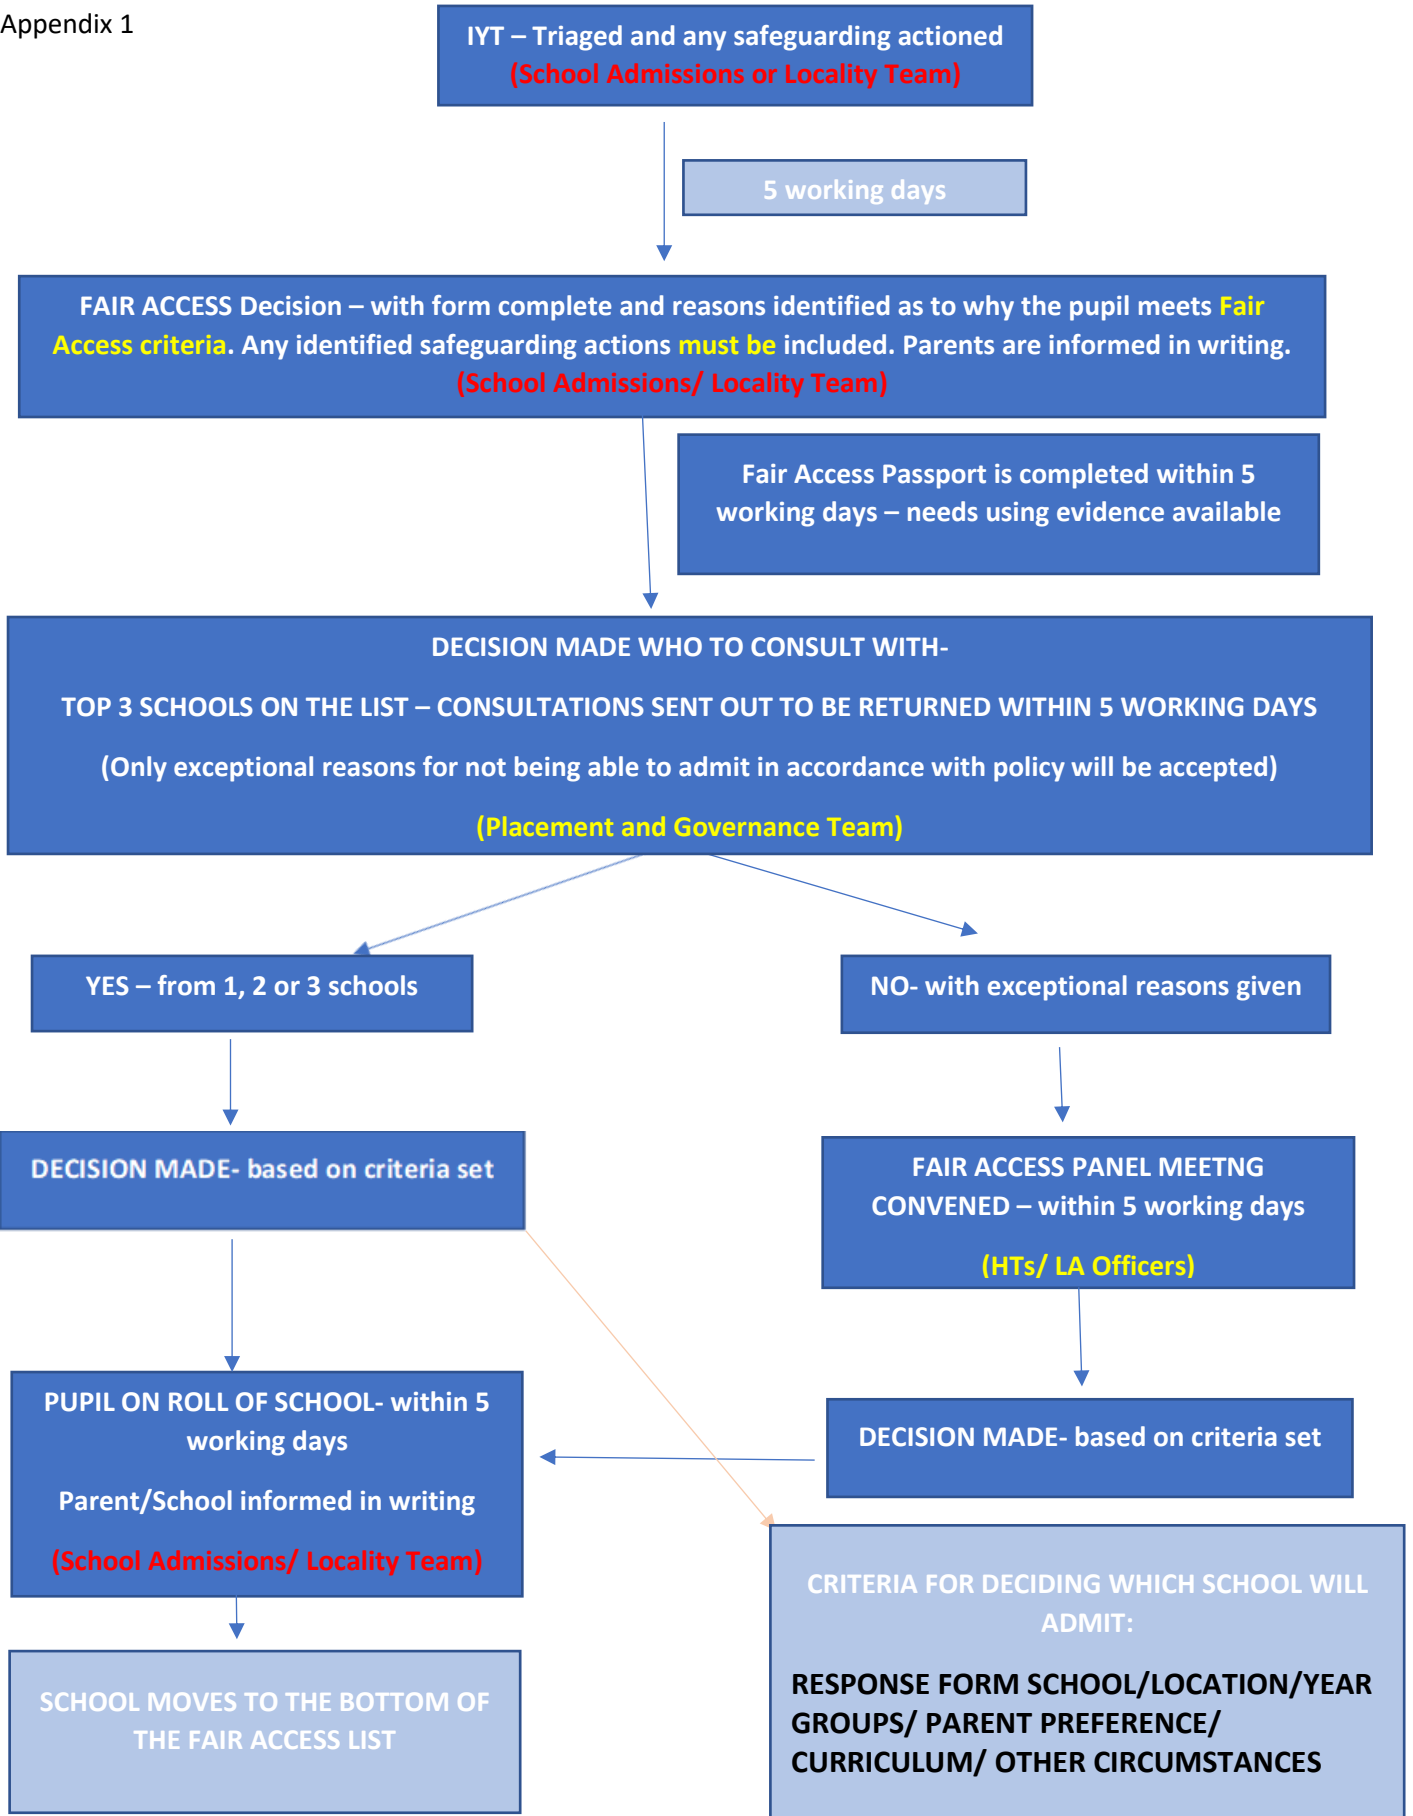 Appendix 1
IYT – Triaged and any safeguarding actioned
(School Admissions or Locality Team)
5 working days
FAIR ACCESS Decision – with form complete and reasons identified as to why the pupil meets Fair
Access criteria. Any identified safeguarding actions must be included. Parents are informed in writing.
(School Admissions/ Locality Team)
Fair Access Passport is completed within 5
working days – needs using evidence available
DECISION MADE WHO TO CONSULT WITH-
TOP 3 SCHOOLS ON THE LIST – CONSULTATIONS SENT OUT TO BE RETURNED WITHIN 5 WORKING DAYS
(Only exceptional reasons for not being able to admit in accordance with policy will be accepted)
(Placement and Governance Team)
YES – from 1, 2 or 3 schools
NO- with exceptional reasons given
DECISION MADE- based on criteria set
FAIR ACCESS PANEL MEETNG
CONVENED – within 5 working days
(HTs/ LA Officers)
PUPIL ON ROLL OF SCHOOL- within 5
working days
Parent/School informed in writing
(School Admissions/ Locality Team)
DECISION MADE- based on criteria set
SCHOOL MOVES TO THE BOTTOM OF
THE FAIR ACCESS LIST
CRITERIA FOR DECIDING WHICH SCHOOL WILL
ADMIT:
RESPONSE FORM SCHOOL/LOCATION/YEAR
GROUPS/ PARENT PREFERENCE/
CURRICULUM/ OTHER CIRCUMSTANCES